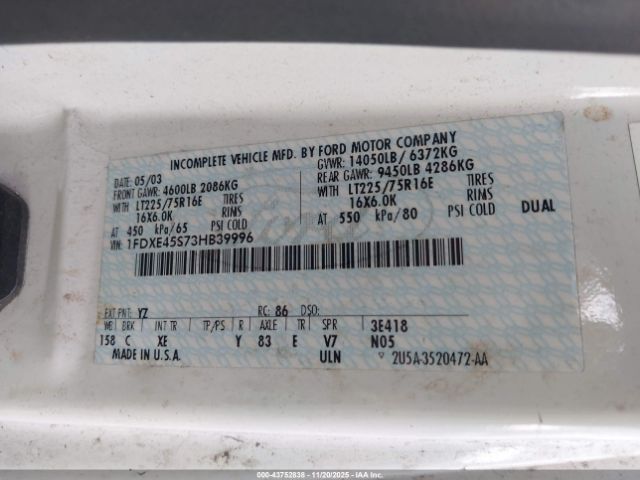 INCOMPLETE VEHICLE MFD. BY FORD MOTOR COMPANY
DATE: 05/03 GVWR: 14050LB/ 6372KG
FRONT GAWR: 4600LB 2086KG REAR GAWR: 9450LB 4286KG
WITH LT225/75R16E TIRES WITH LT225/75R16E TIRES
16X6.0K RIMS 16X6.0K RIMS
AT 450 kPa/65 PSI COLD AT 550 kPa/80 PSI COLD DUAL
VIN: 1FDXE45S73HB39996
EXT PNT: YZ RC: 86 DSO:
WB BRK INT TR TP/PS R AXLE TR SPR 3E418
158 C XE Y 83 E V7 N05
MADE IN U.S.A. ULN ▽ 2U5A-3520472-AA
000-43752838 - 11/20/2025 - IAA Inc.